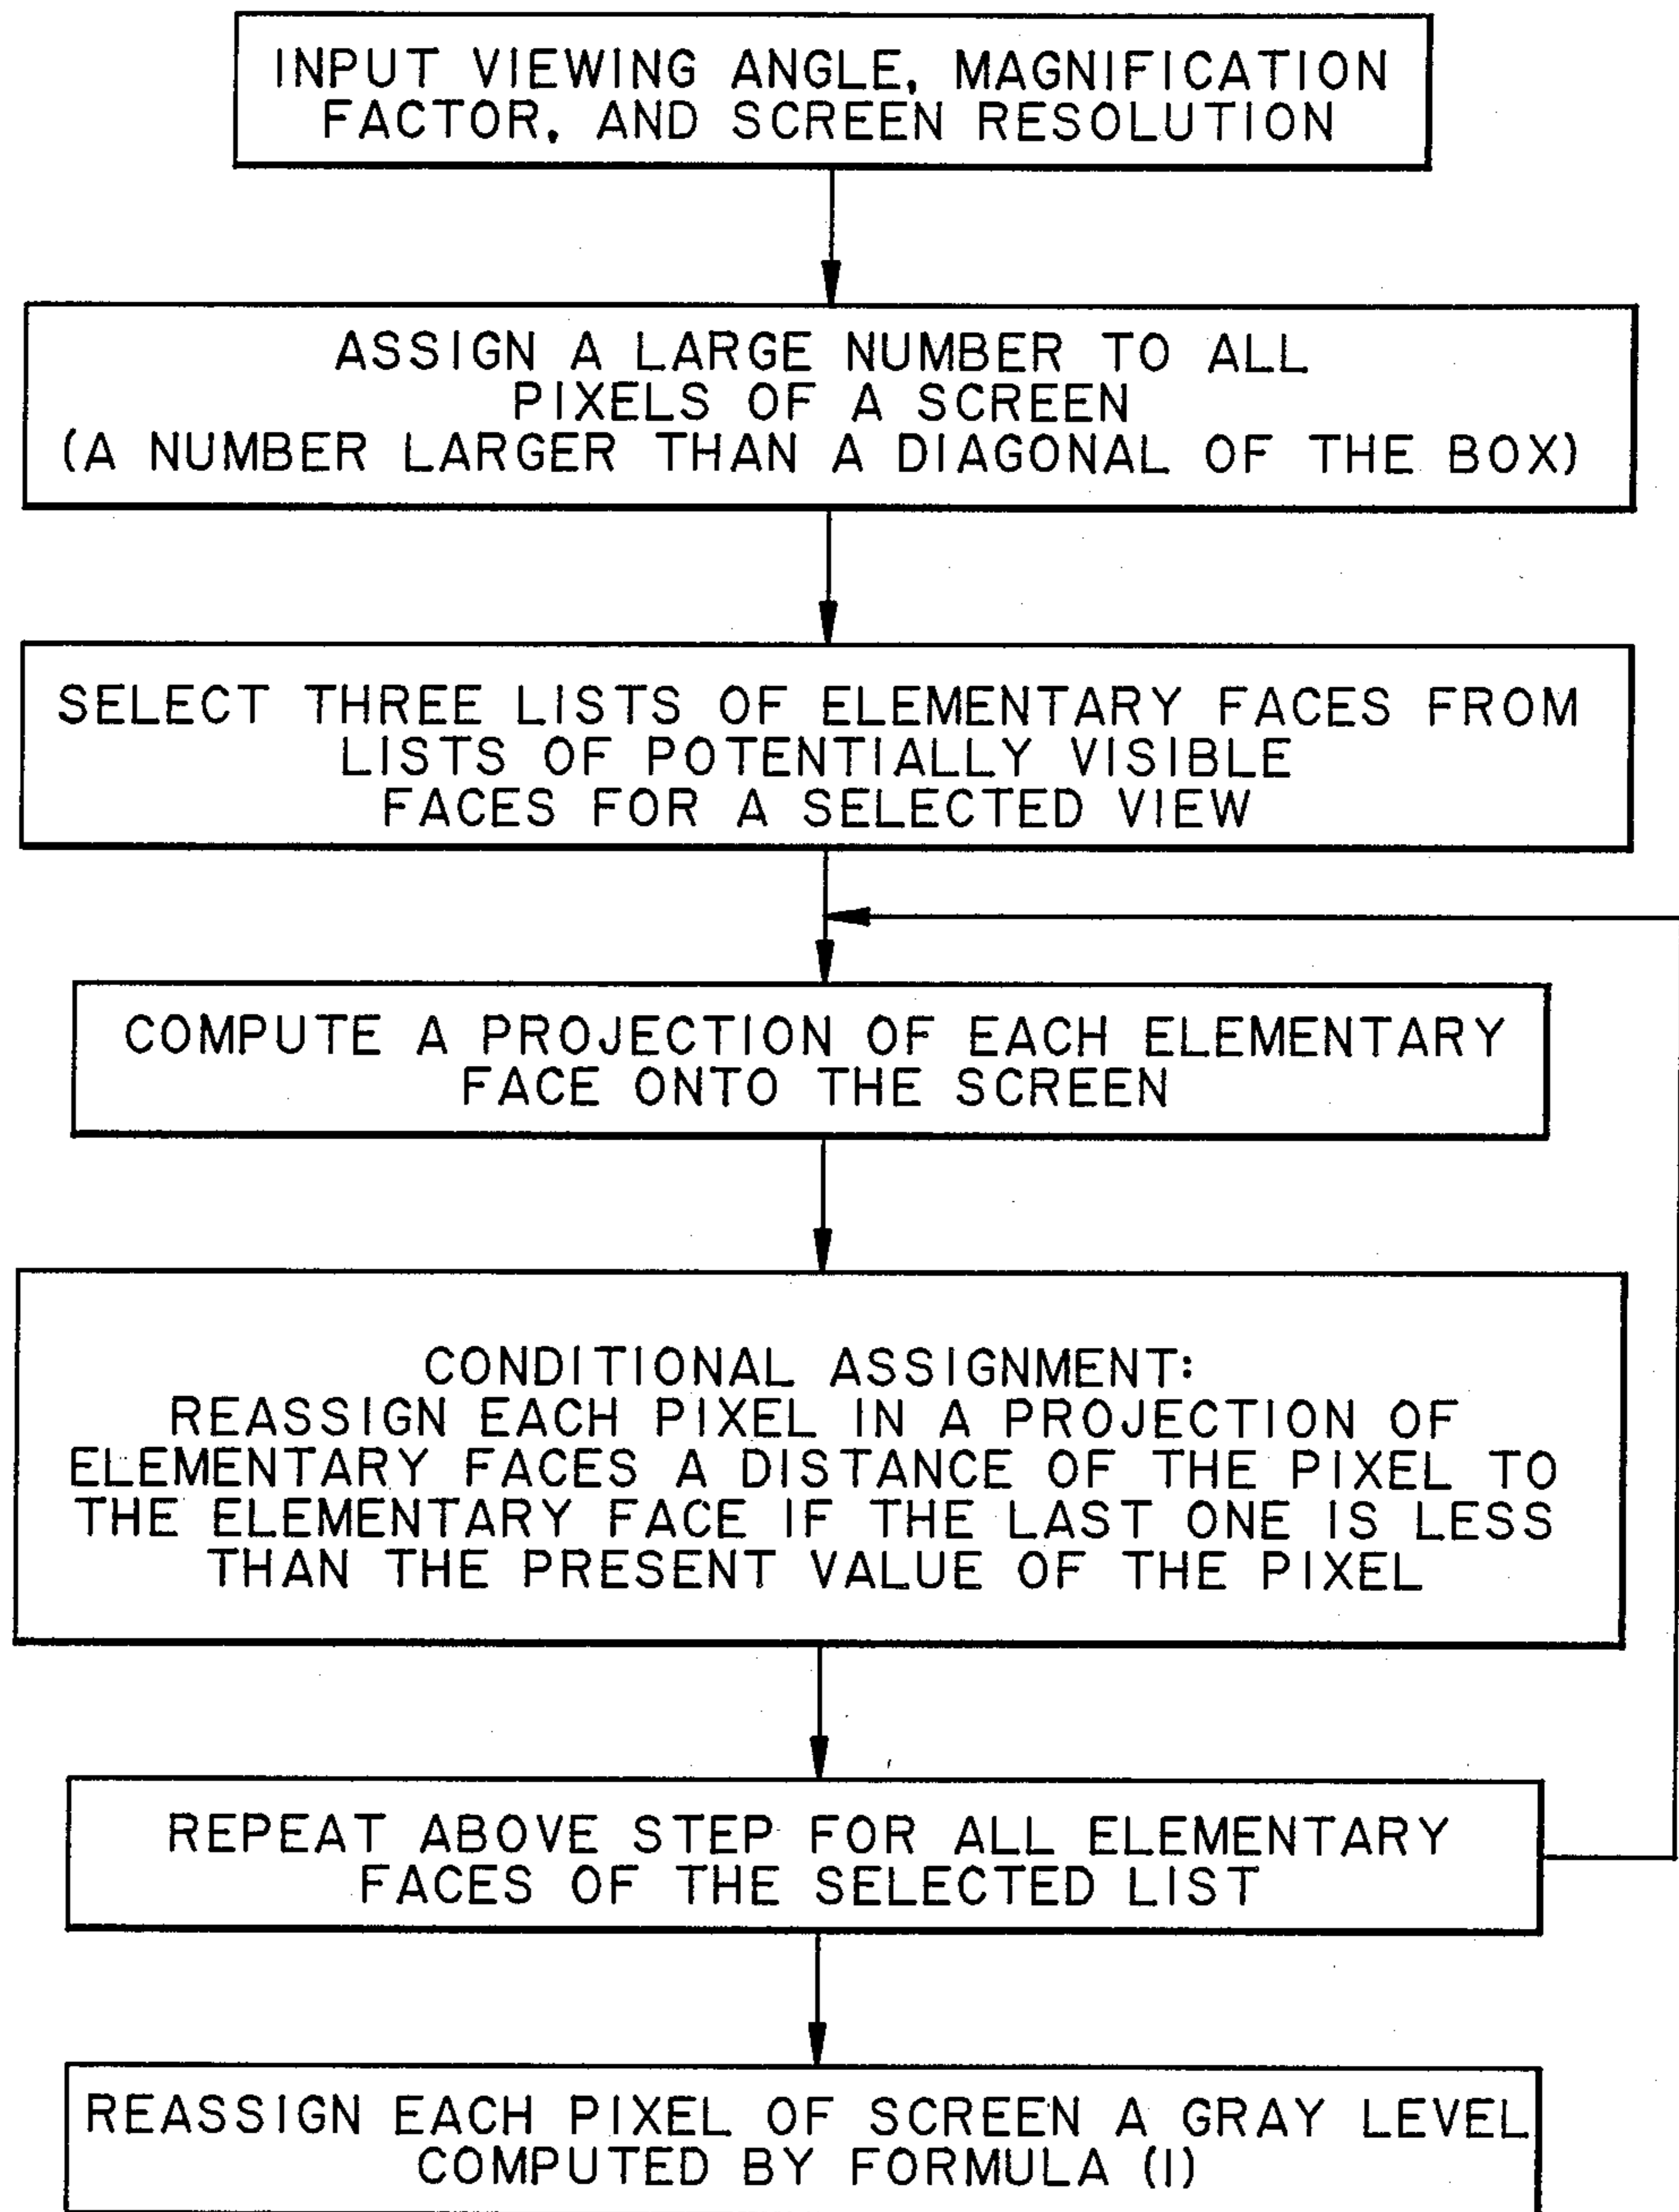 INPUT VIEWING ANGLE, MAGNIFICATION
FACTOR, AND SCREEN RESOLUTION
ASSIGN A LARGE NUMBER TO ALL
PIXELS OF A SCREEN
(A NUMBER LARGER THAN A DIAGONAL OF THE BOX)
SELECT THREE LISTS OF ELEMENTARY FACES FROM
LISTS OF POTENTIALLY VISIBLE
FACES FOR A SELECTED VIEW
COMPUTE A PROJECTION OF EACH ELEMENTARY
FACE ONTO THE SCREEN
CONDITIONAL ASSIGNMENT:
REASSIGN EACH PIXEL IN A PROJECTION OF
ELEMENTARY FACES A DISTANCE OF THE PIXEL TO
THE ELEMENTARY FACE IF THE LAST ONE IS LESS
THAN THE PRESENT VALUE OF THE PIXEL
REPEAT ABOVE STEP FOR ALL ELEMENTARY
FACES OF THE SELECTED LIST
REASSIGN EACH PIXEL OF SCREEN A GRAY LEVEL
COMPUTED BY FORMULA (1)